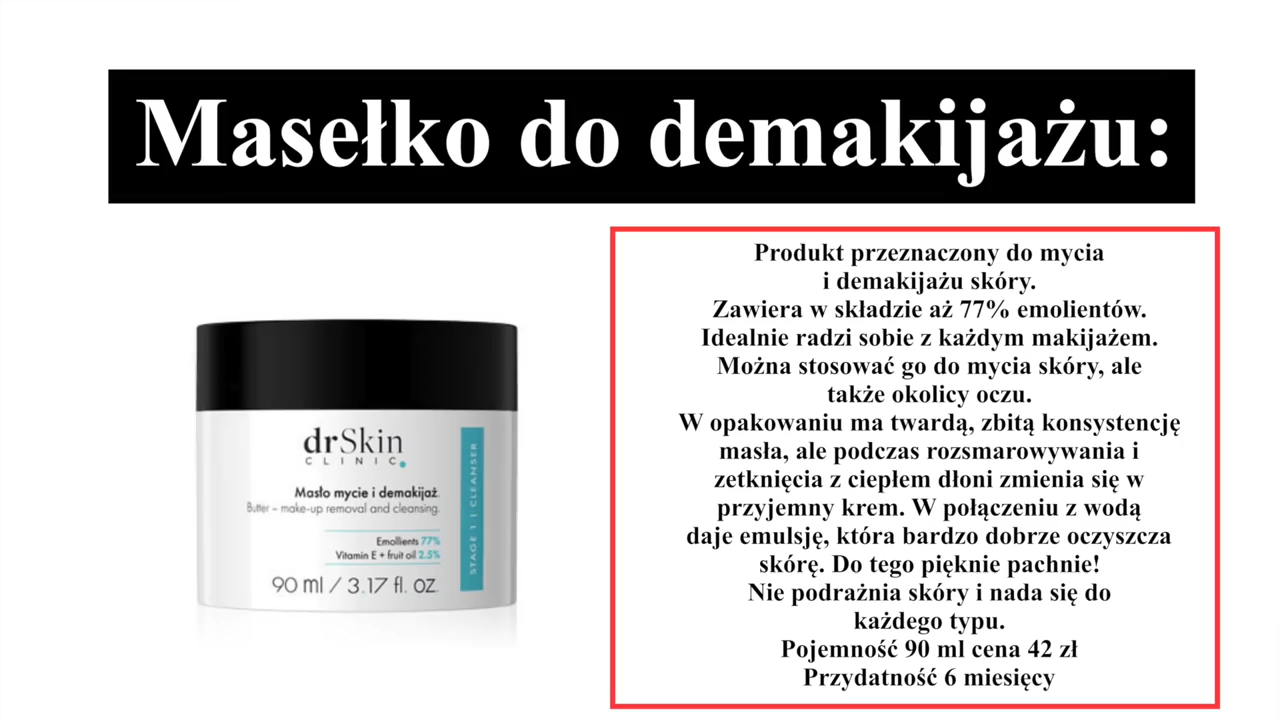 Masełko do demakijażu:
Produkt przeznaczony do mycia
i demakijażu skóry.
Zawiera w składzie aż 77% emolientów.
Idealnie radzi sobie z każdym makijażem.
Można stosować go do mycia skóry, ale
także okolicy oczu.
W opakowaniu ma twardą, zbitą konsystencję
masła, ale podczas rozsmarowywania i
zetknięcia z ciepłem dłoni zmienia się w
przyjemny krem. W połączeniu z wodą
daje emulsję, która bardzo dobrze oczyszcza
skórę. Do tego pięknie pachnie!
Nie podrażnia skóry i nada się do
każdego typu.
Pojemność 90 ml cena 42 zł
Przydatność 6 miesięcy
drSkin
CLINIC.
Masło mycie i demakijaż.
Butter – make-up removal and cleansing.
Emollients 77%
Vitamin E + fruit oil 2.5%
90 ml / 3.17 fl. oz.
STAGE 1 | CLEANSER